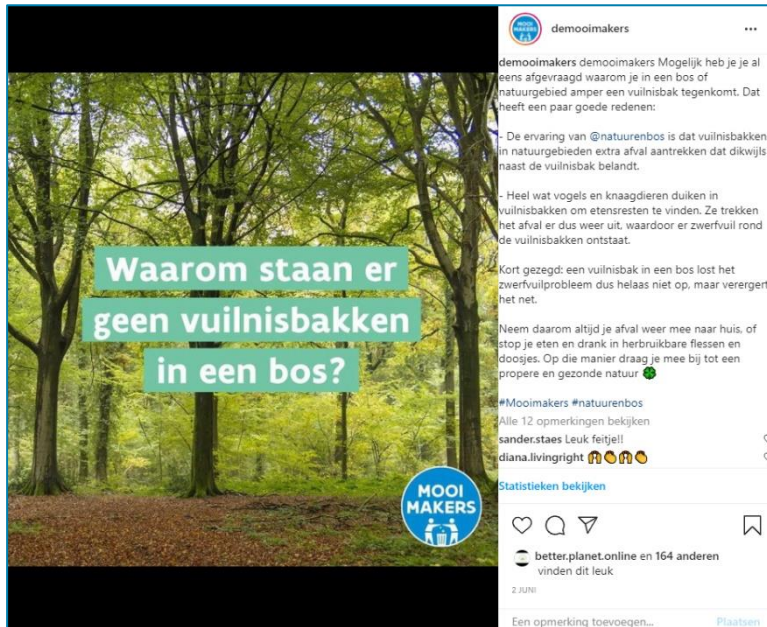 Waarom staan er
geen vuilnisbakken
in een bos?
MOOI
MAKERS
MOOI
MAKERS
demooimakers
demooimakers demooimakers Mogelijk heb je je al
eens afgevraagd waarom je in een bos of
natuurgebied amper een vuilnisbak tegenkomt. Dat
heeft een paar goede redenen:
- De ervaring van @natuurenbos is dat vuilnisbakken
in natuurgebieden extra afval aantrekken dat dikwijls
naast de vuilnisbak belandt.
- Heel wat vogels en knaagdieren duiken in
vuilnisbakken om etensresten te vinden. Ze trekken
het afval er dus weer uit, waardoor er zwerfvuil rond
de vuilnisbakken ontstaat.
Kort gezegd: een vuilnisbak in een bos lost het
zwerfvuilprobleem dus helaas niet op, maar verergert
het net.
Neem daarom altijd je afval weer mee naar huis, of
stop je eten en drank in herbruikbare flessen en
doosjes. Op die manier draag je mee bij tot een
propere en gezonde natuur 🍀
#Mooimakers #natuurenbos
Alle 12 opmerkingen bekijken
sander.staes Leuk feitje!!
diana.livingright 🙌👏🙌👏
Statistieken bekijken
better.planet.online en 164 anderen
vinden dit leuk
2 JUNI
Een opmerking toevoegen...
Plaatsen